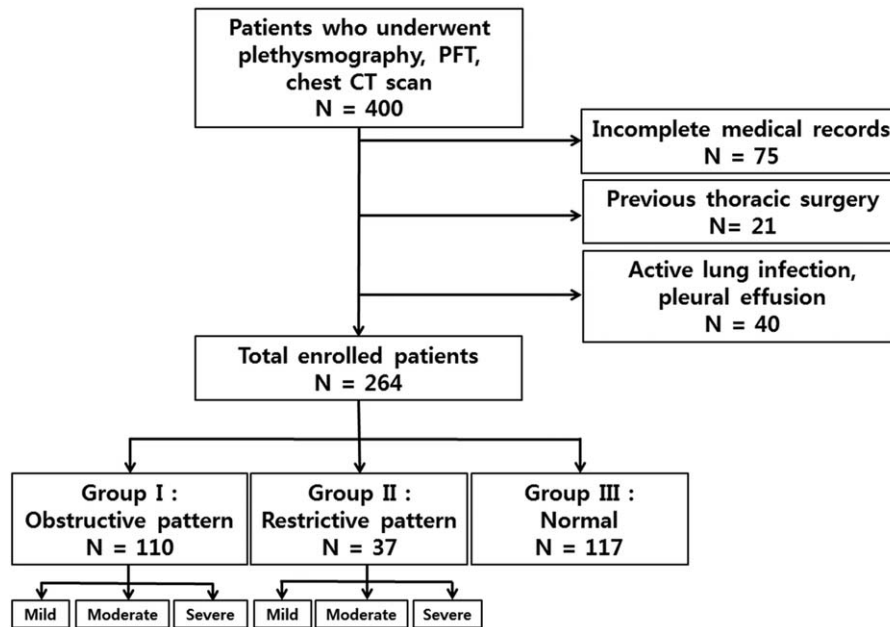 Patients who underwent
plethysmography, PFT,
chest CT scan
N = 400
Incomplete medical records
N = 75
Previous thoracic surgery
N= 21
Active lung infection,
pleural effusion
N = 40
Total enrolled patients
N = 264
Group I :
Obstructive pattern
N = 110
Group II :
Restrictive pattern
N = 37
Group III :
Normal
N = 117
Mild
Moderate
Severe
Mild
Moderate
Severe